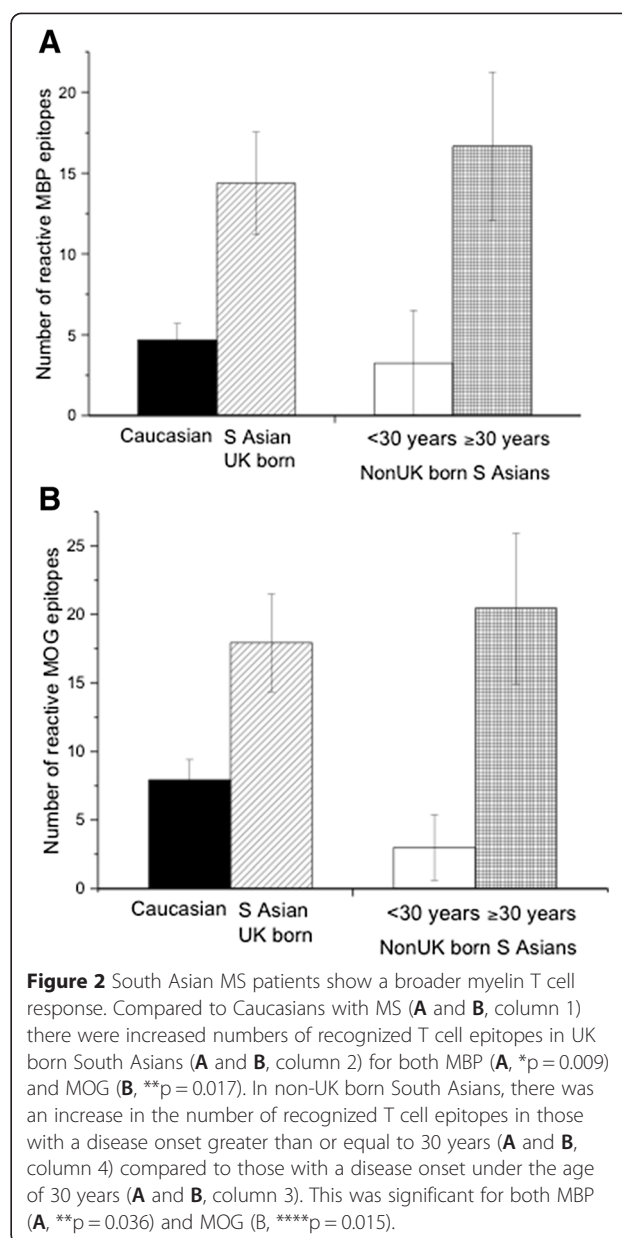 A
Number of reactive MBP epitopes
20
15
10
5
0
Caucasian S Asian <30 years ≥30 years
UK born NonUK born S Asians
B
Number of reactive MOG epitopes
25
20
15
10
5
0
Caucasian S Asian <30 years ≥30 years
UK born NonUK born S Asians
Figure 2 South Asian MS patients show a broader myelin T cell
response. Compared to Caucasians with MS (A and B, column 1)
there were increased numbers of recognized T cell epitopes in UK
born South Asians (A and B, column 2) for both MBP (A, *p = 0.009)
and MOG (B, **p = 0.017). In non-UK born South Asians, there was
an increase in the number of recognized T cell epitopes in those
with a disease onset greater than or equal to 30 years (A and B,
column 4) compared to those with a disease onset under the age
of 30 years (A and B, column 3). This was significant for both MBP
(A, **p = 0.036) and MOG (B, ****p = 0.015).